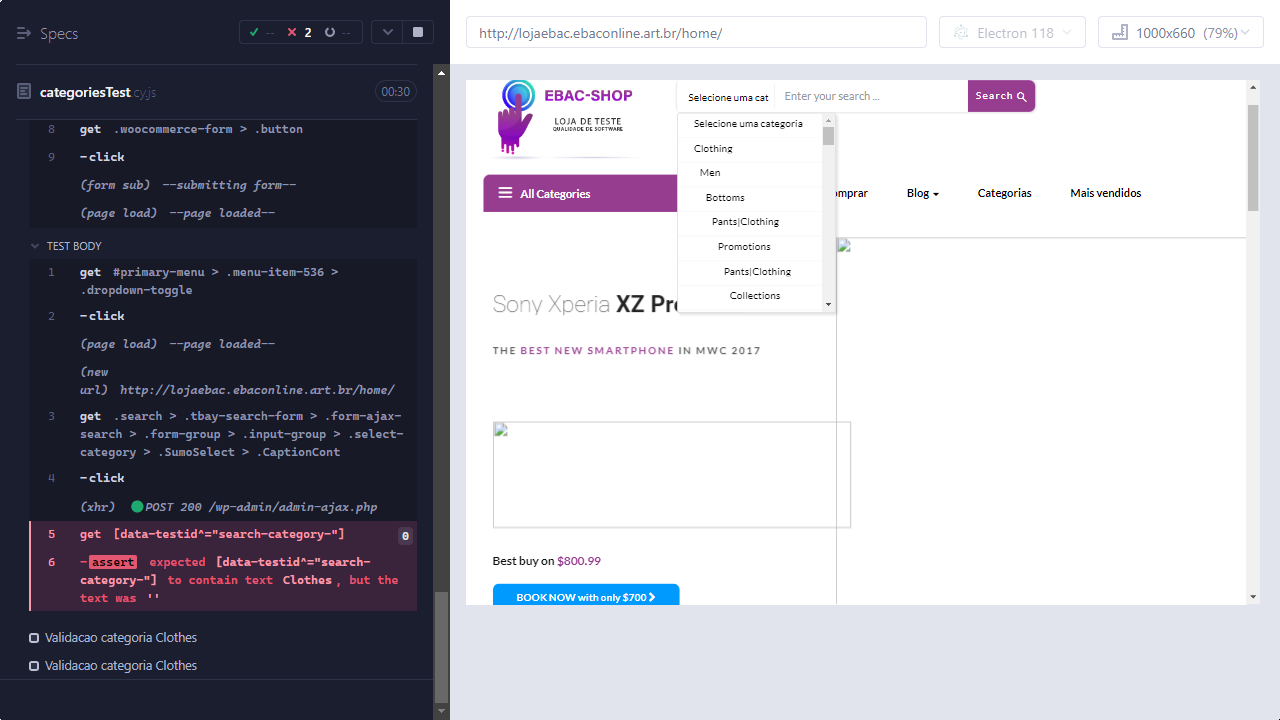 Specs
-- 2 --
categoriesTest.cy.js
00:30
8 get .woocommerce-form > .button
9 -click
(form sub) --submitting form--
(page load) --page loaded--
TEST BODY
1 get #primary-menu > .menu-item-536 >
.dropdown-toggle
2 -click
(page load) --page loaded--
(new
url) http://lojaebac.ebaconline.art.br/home/
3 get .search > .tbay-search-form > .form-ajax-
search > .form-group > .input-group > .select-
category > .SumoSelect > .CaptionCont
4 -click
(xhr) POST 200 /wp-admin/admin-ajax.php
5 get [data-testid^="search-category-"] 0
6 -assert expected [data-testid^="search-
category-"] to contain text Clothes, but the
text was ''
Validacao categoria Clothes
Validacao categoria Clothes
http://lojaebac.ebaconline.art.br/home/
Electron 118
1000x660 (79%)
EBAC-SHOP
LOJA DE TESTE
QUALIDADE DE SOFTWARE
Selecione uma cat
Enter your search ...
Search
Selecione uma categoria
Clothing
Men
Bottoms
Pants|Clothing
Promotions
Pants|Clothing
Collections
All Categories
omprar
Blog
Categorias
Mais vendidos
Sony Xperia XZ Pre
THE BEST NEW SMARTPHONE IN MWC 2017
Best buy on $800.99
BOOK NOW with only $700